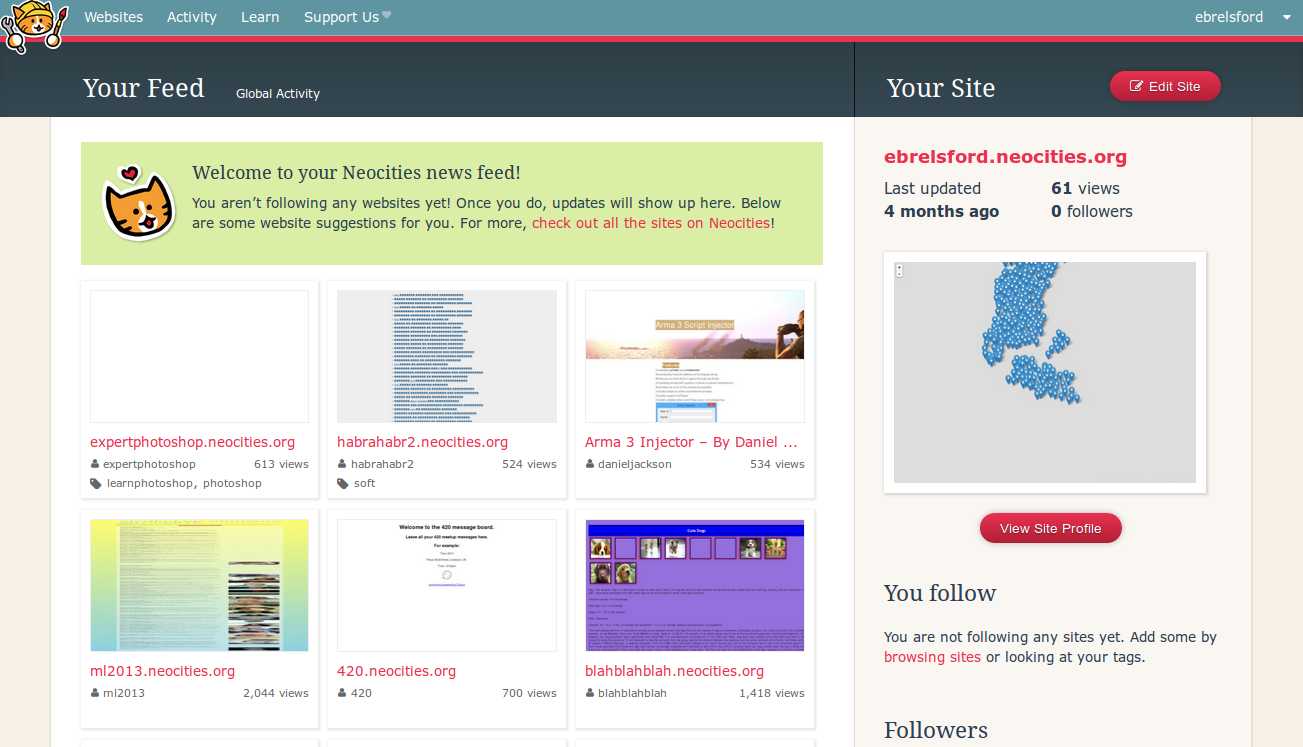 Websites Activity Learn Support Us ebrelsford
Your Feed Global Activity
Your Site Edit Site
Welcome to your Neocities news feed!
You aren't following any websites yet! Once you do, updates will show up here. Below
are some website suggestions for you. For more, check out all the sites on Neocities!
expertphotoshop.neocities.org
expertphotoshop 613 views
learnphotoshop, photoshop
habrahabr2.neocities.org
habrahabr2 524 views
soft
Arma 3 Script Injector
Arma 3 Injector – By Daniel ...
danieljackson 534 views
ml2013.neocities.org
ml2013 2,044 views
Welcome to the 420 message board.
Leave all your 420 meetup messages here.
For example:
420.neocities.org
420 700 views
Cute Dogs
blahblahblah.neocities.org
blahblahblah 1,418 views
ebrelsford.neocities.org
Last updated 61 views
4 months ago 0 followers
View Site Profile
You follow
You are not following any sites yet. Add some by
browsing sites or looking at your tags.
Followers